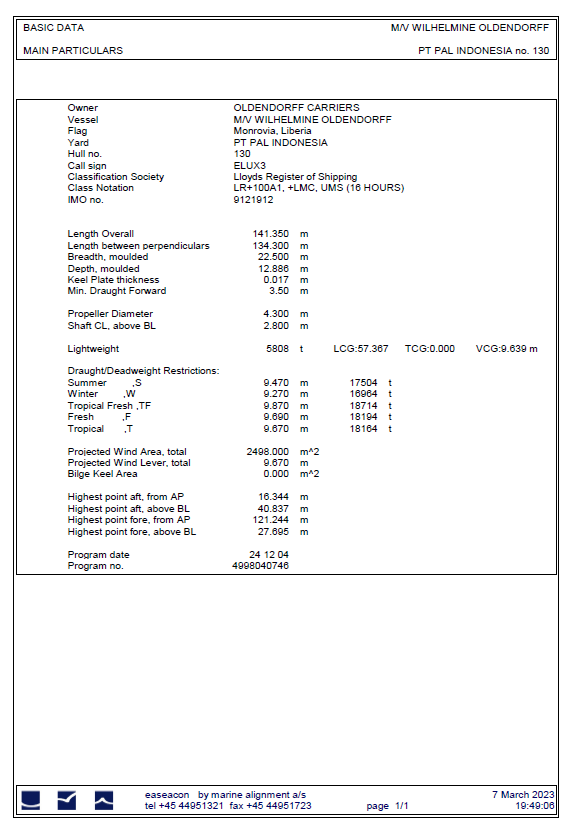 BASIC DATA M/V WILHELMINE OLDENDORFF
MAIN PARTICULARS PT PAL INDONESIA no. 130
Owner OLDENDORFF CARRIERS
Vessel M/V WILHELMINE OLDENDORFF
Flag Monrovia, Liberia
Yard PT PAL INDONESIA
Hull no. 130
Call sign ELUX3
Classification Society Lloyds Register of Shipping
Class Notation LR+100A1, +LMC, UMS (16 HOURS)
IMO no. 9121912
Length Overall 141.350 m
Length between perpendiculars 134.300 m
Breadth, moulded 22.500 m
Depth, moulded 12.886 m
Keel Plate thickness 0.017 m
Min. Draught Forward 3.50 m
Propeller Diameter 4.300 m
Shaft CL, above BL 2.800 m
Lightweight 5808 t LCG:57.367 TCG:0.000 VCG:9.639 m
Draught/Deadweight Restrictions:
Summer ,S 9.470 m 17504 t
Winter ,W 9.270 m 16964 t
Tropical Fresh ,TF 9.870 m 18714 t
Fresh ,F 9.690 m 18194 t
Tropical ,T 9.670 m 18164 t
Projected Wind Area, total 2498.000 m^2
Projected Wind Lever, total 9.670 m
Bilge Keel Area 0.000 m^2
Highest point aft, from AP 16.344 m
Highest point aft, above BL 40.837 m
Highest point fore, from AP 121.244 m
Highest point fore, above BL 27.695 m
Program date 24 12 04
Program no. 4998040746
easeacon by marine alignment a/s 7 March 2023
tel +45 44951321 fax +45 44951723 page 1/1 19:49:06